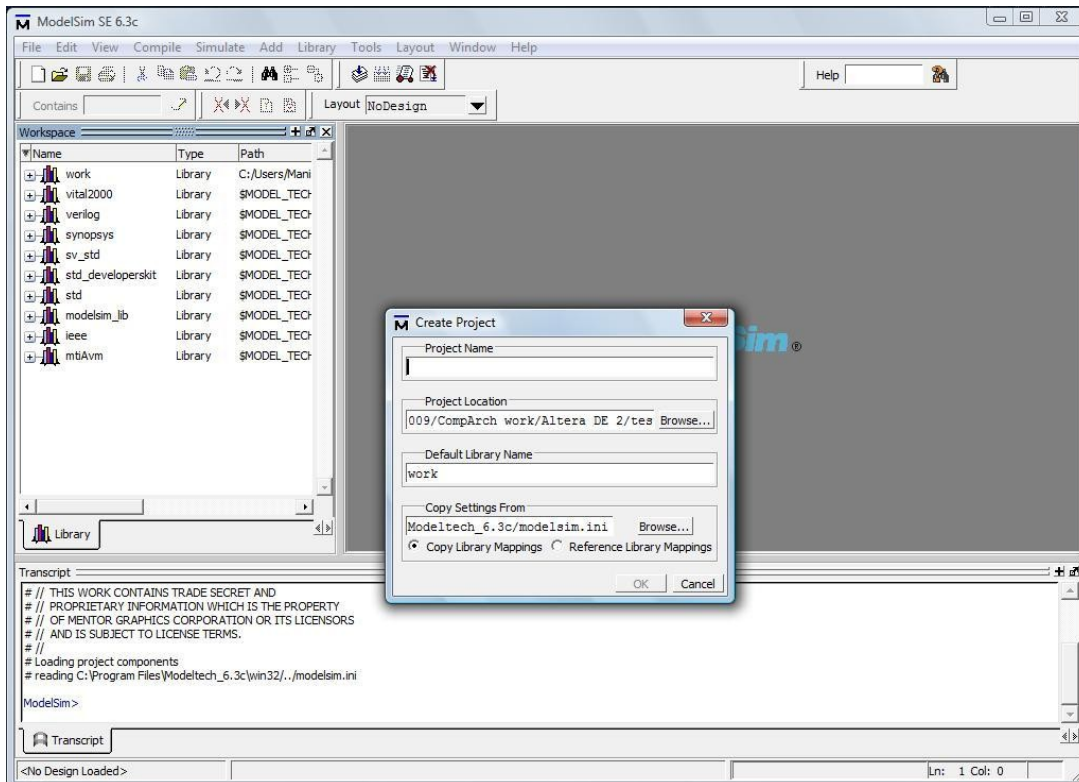 ModelSim SE 6.3c
File Edit View Compile Simulate Add Library Tools Layout Window Help
Help
Contains
Layout NoDesign
Workspace
Name Type Path
work Library C:/Users/Mani
vital2000 Library $MODEL_TECH
verilog Library $MODEL_TECH
synopsys Library $MODEL_TECH
sv_std Library $MODEL_TECH
std_developerskit Library $MODEL_TECH
std Library $MODEL_TECH
modelsim_lib Library $MODEL_TECH
ieee Library $MODEL_TECH
mtiAvm Library $MODEL_TECH
Library
Sim®
Create Project
Project Name
Project Location
009/CompArch work/Altera DE 2/tes Browse...
Default Library Name
work
Copy Settings From
Modeltech_6.3c/modelsim.ini Browse...
Copy Library Mappings Reference Library Mappings
OK Cancel
Transcript
# // THIS WORK CONTAINS TRADE SECRET AND
# // PROPRIETARY INFORMATION WHICH IS THE PROPERTY
# // OF MENTOR GRAPHICS CORPORATION OR ITS LICENSORS
# // AND IS SUBJECT TO LICENSE TERMS.
# //
# Loading project components
# reading C:\Program Files\Modeltech_6.3c\win32/../modelsim.ini
ModelSim>
Transcript
<No Design Loaded> Ln: 1 Col: 0